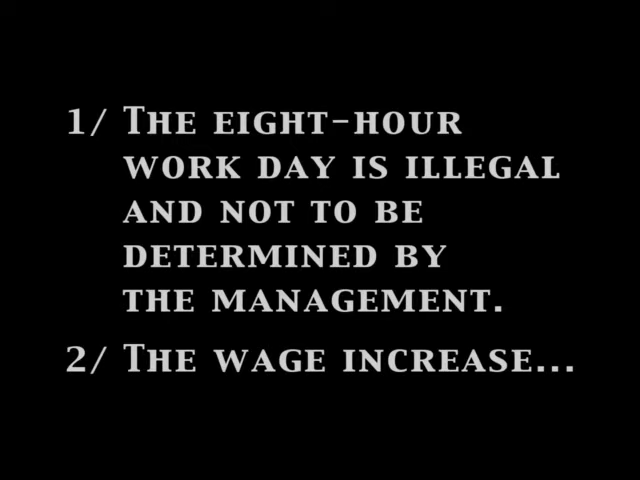 1/ The eight-hour
work day is illegal
and not to be
determined by
the management.
2/ The wage increase...